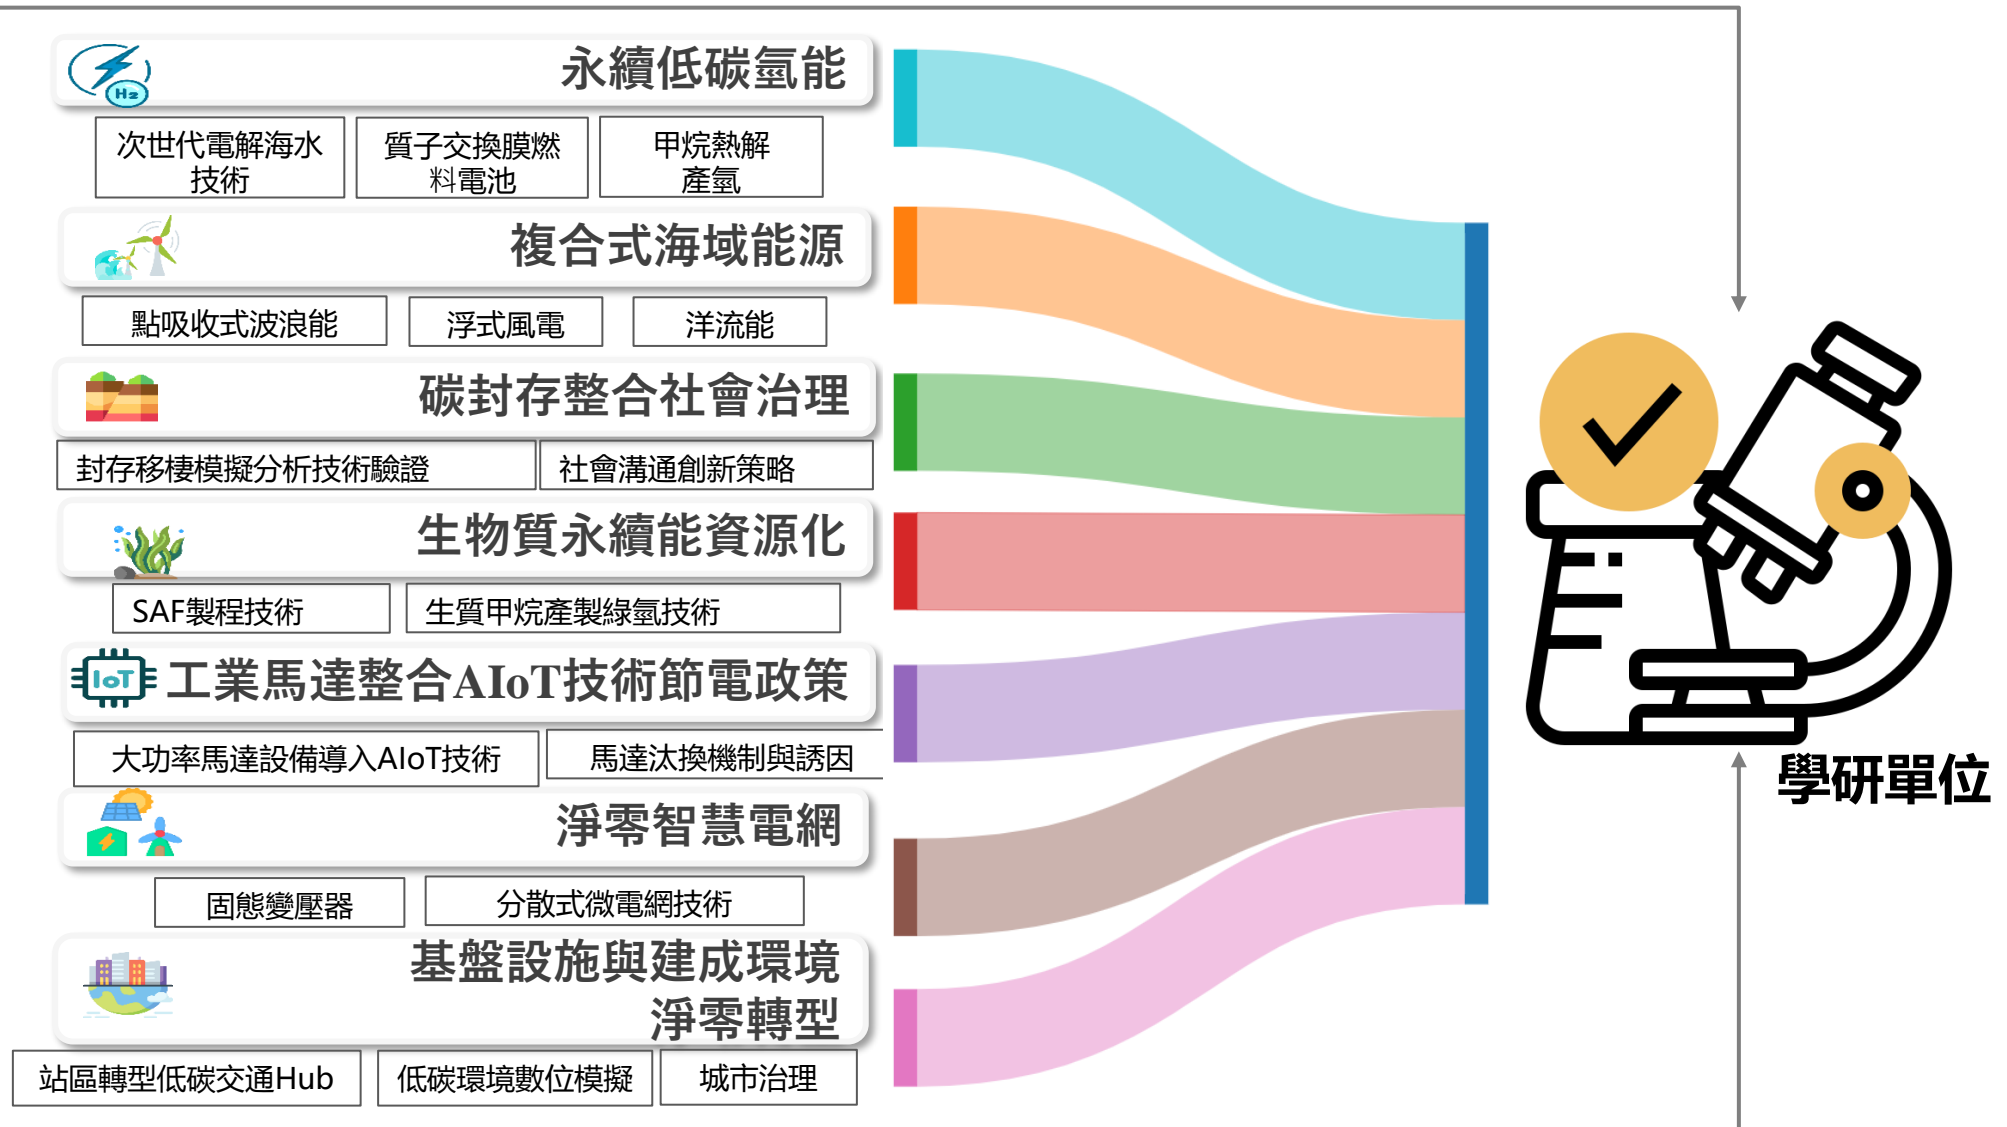 永續低碳氫能
H2
次世代電解海水
技術
質子交換膜燃
料電池
甲烷熱解
產氫
複合式海域能源
點吸收式波浪能
浮式風電
洋流能
碳封存整合社會治理
封存移棲模擬分析技術驗證
社會溝通創新策略
生物質永續能資源化
SAF製程技術
生質甲烷產製綠氫技術
IoT
工業馬達整合AIoT技術節電政策
大功率馬達設備導入AIoT技術
馬達汰換機制與誘因
學研單位
淨零智慧電網
固態變壓器
分散式微電網技術
基盤設施與建成環境
淨零轉型
站區轉型低碳交通Hub
低碳環境數位模擬
城市治理